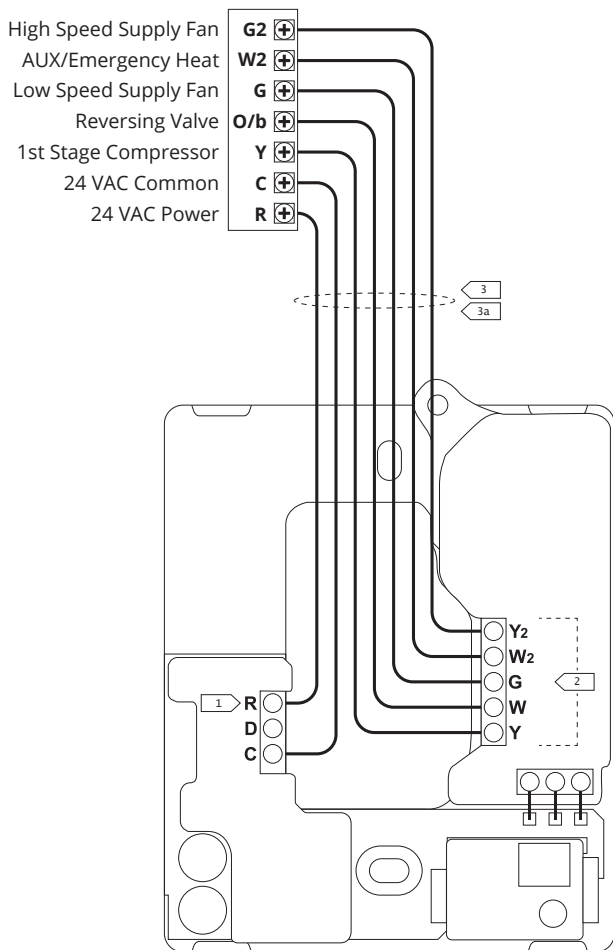 High Speed Supply Fan G2
AUX/Emergency Heat W2
Low Speed Supply Fan G
Reversing Valve O/b
1st Stage Compressor Y
24 VAC Common C
24 VAC Power R
3
3a
Y2
W2
G
W
Y
2
1
R
D
C